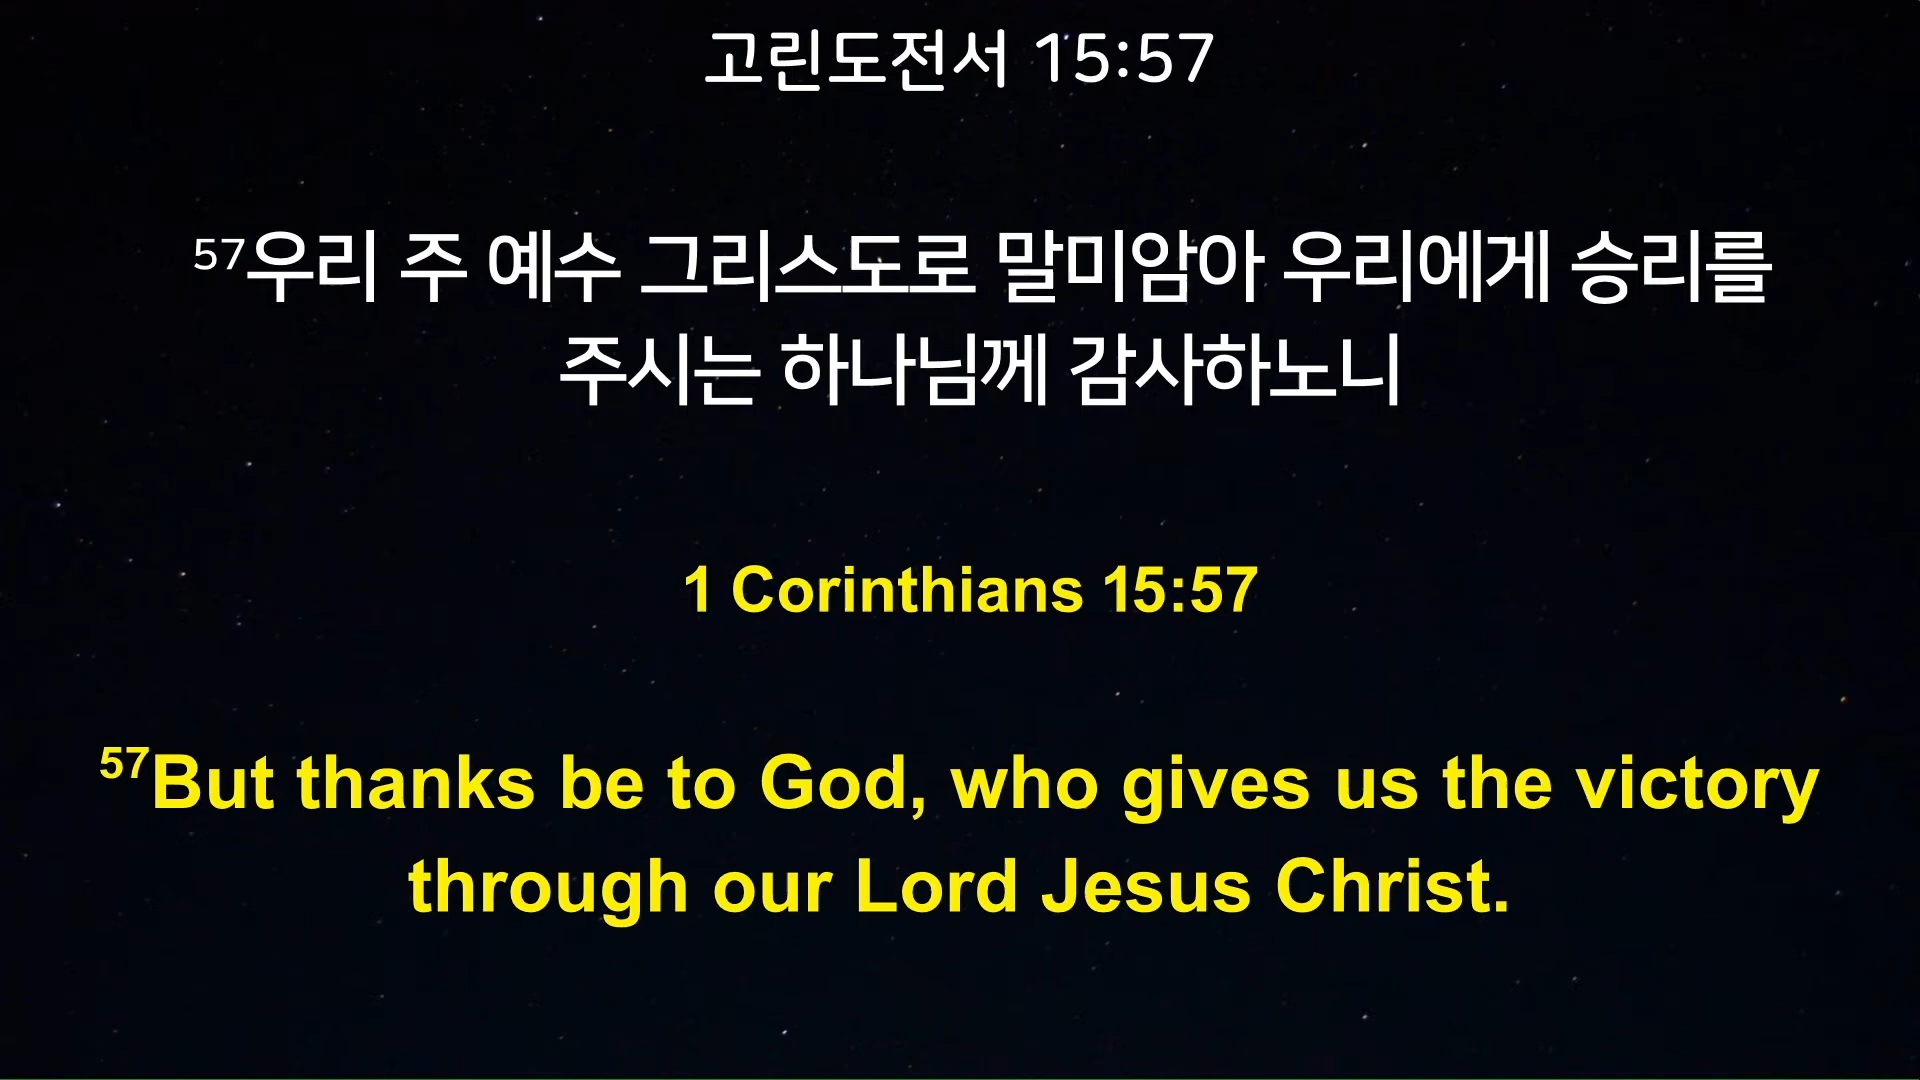 고린도전서 15:57
⁵⁷우리 주 예수 그리스도로 말미암아 우리에게 승리를
주시는 하나님께 감사하노니
1 Corinthians 15:57
⁵⁷But thanks be to God, who gives us the victory
through our Lord Jesus Christ.